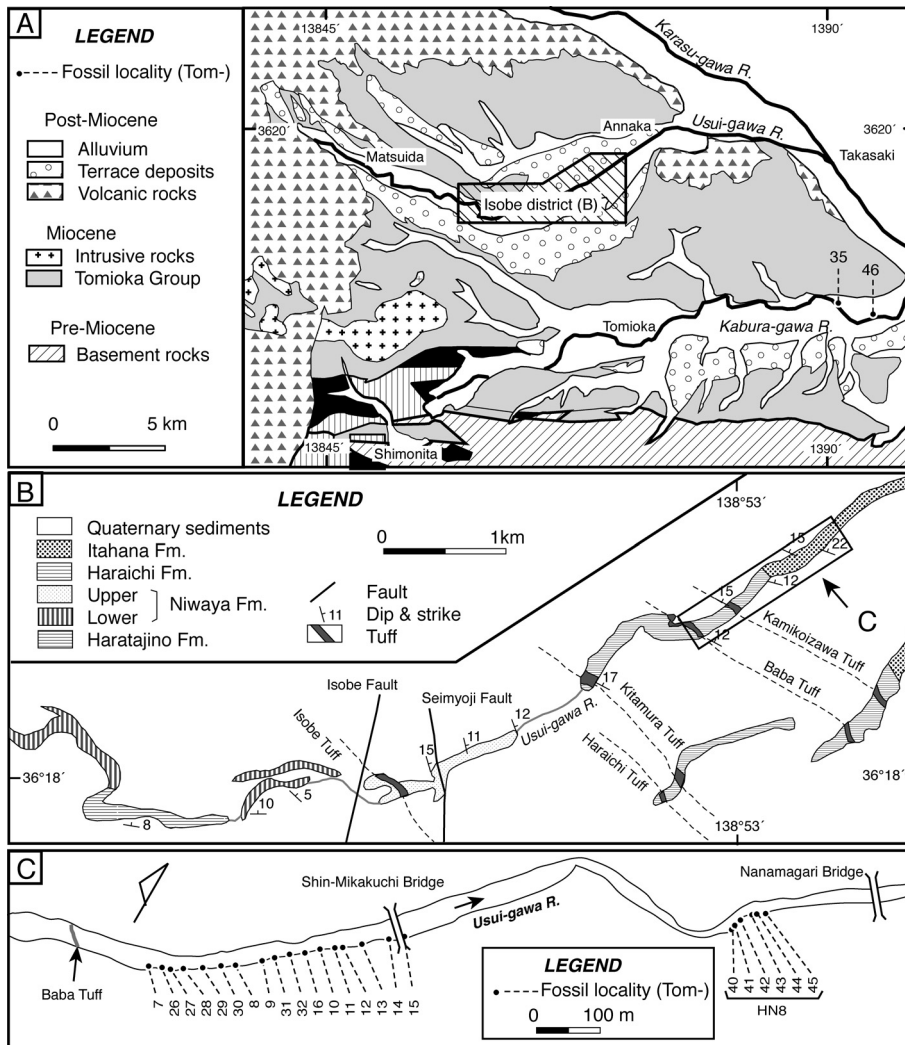 A
LEGEND
Fossil locality (Tom-)
Post-Miocene
Alluvium
Terrace deposits
Volcanic rocks
Miocene
Intrusive rocks
Tomioka Group
Pre-Miocene
Basement rocks
0 5 km
13845´
1390´
Karasu-gawa R.
3620´
Annaka
Usui-gawa R.
3620´
Matsuida
Takasaki
Isobe district (B)
35
46
Tomioka
Kabura-gawa R.
13845´
Shimonita
1390´
B
LEGEND
138°53´
Quaternary sediments
Itahana Fm.
Haraichi Fm.
Upper
Lower
Niwaya Fm.
Haratajino Fm.
0 1km
Fault
11 Dip & strike
Tuff
15
22
12
15
12
C
Kamikoizawa Tuff
Baba Tuff
Isobe Fault
Seimyoji Fault
17
Kitamura Tuff
Isobe Tuff
12
11
15
Usui-gawa R.
Haraichi Tuff
36°18´
36°18´
5
10
8
138°53´
C
Shin-Mikakuchi Bridge
Nanamagari Bridge
Usui-gawa R.
Baba Tuff
7
26
27
28
29
30
8
9
31
32
16
10
11
12
13
14
15
LEGEND
Fossil locality (Tom-)
0 100 m
40
41
42
43
44
45
HN8